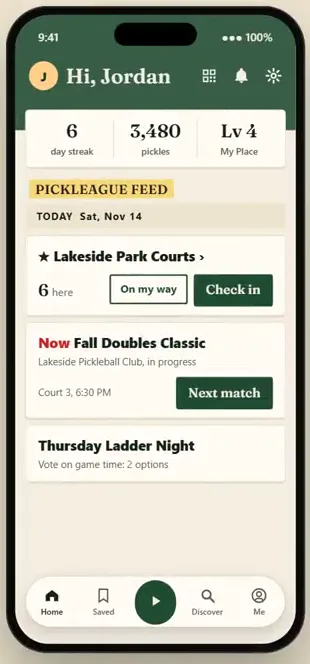 9:41
100%
J
Hi, Jordan
6
day streak
3,480
pickles
Lv 4
My Place
PICKLEAGUE FEED
TODAY Sat, Nov 14
★ Lakeside Park Courts ›
6 here
On my way
Check in
Now Fall Doubles Classic
Lakeside Pickleball Club, in progress
Court 3, 6:30 PM
Next match
Thursday Ladder Night
Vote on game time: 2 options
Home
Saved
Discover
Me